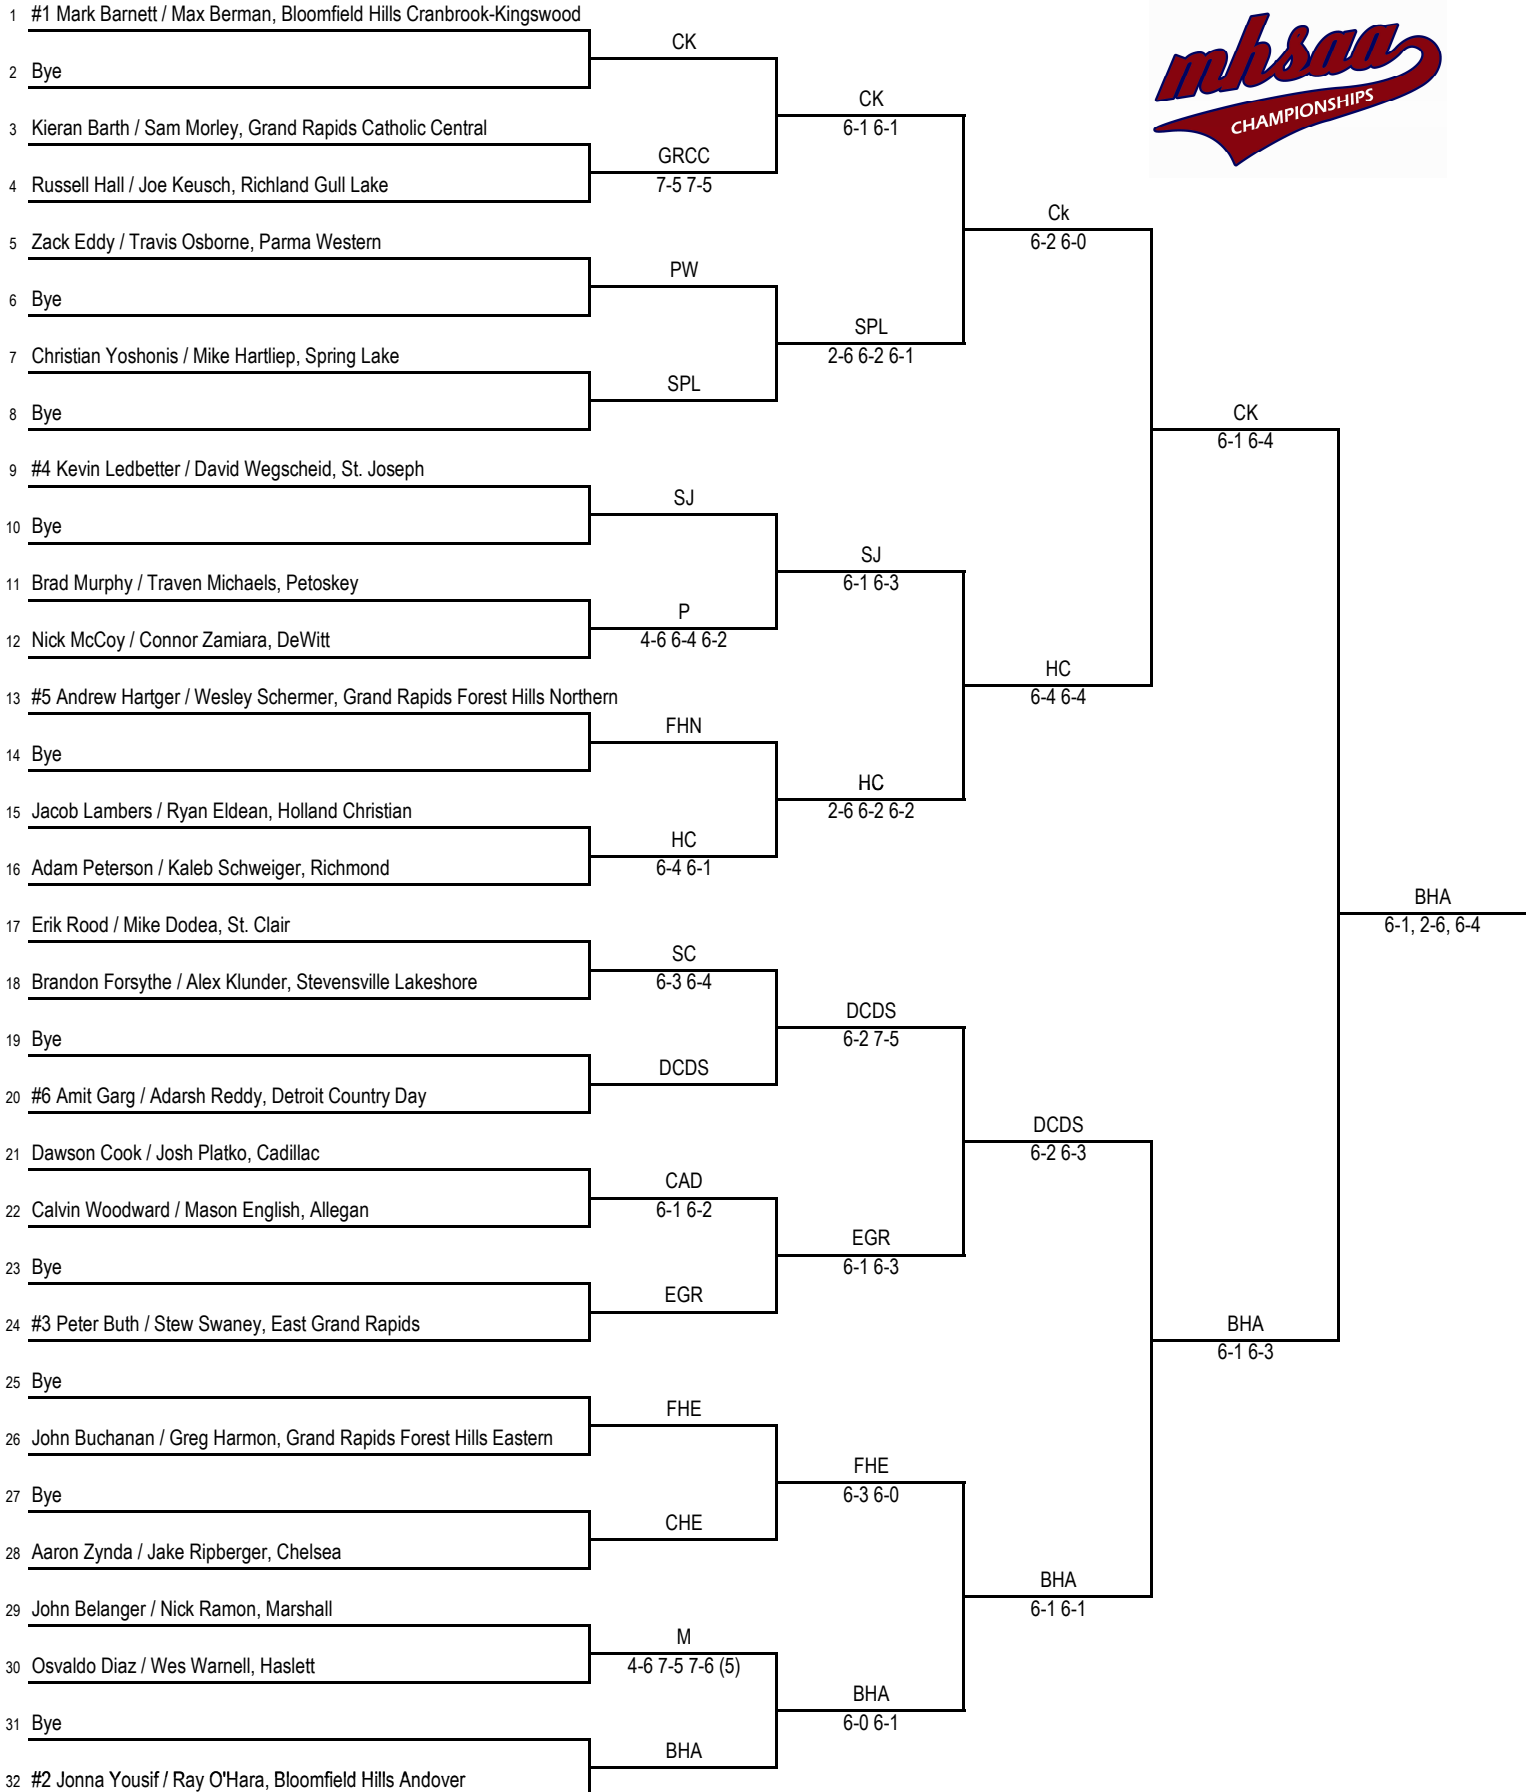 1 #1 Mark Barnett / Max Berman, Bloomfield Hills Cranbrook-Kingswood
CK
2 Bye
CK
6-1 6-1
3 Kieran Barth / Sam Morley, Grand Rapids Catholic Central
GRCC
7-5 7-5
4 Russell Hall / Joe Keusch, Richland Gull Lake
Ck
6-2 6-0
5 Zack Eddy / Travis Osborne, Parma Western
PW
6 Bye
SPL
2-6 6-2 6-1
7 Christian Yoshonis / Mike Hartliep, Spring Lake
SPL
8 Bye
CK
6-1 6-4
9 #4 Kevin Ledbetter / David Wegscheid, St. Joseph
SJ
10 Bye
SJ
6-1 6-3
11 Brad Murphy / Traven Michaels, Petoskey
P
4-6 6-4 6-2
12 Nick McCoy / Connor Zamiara, DeWitt
HC
6-4 6-4
13 #5 Andrew Hartger / Wesley Schermer, Grand Rapids Forest Hills Northern
FHN
14 Bye
HC
2-6 6-2 6-2
15 Jacob Lambers / Ryan Eldean, Holland Christian
HC
6-4 6-1
16 Adam Peterson / Kaleb Schweiger, Richmond
BHA
6-1, 2-6, 6-4
17 Erik Rood / Mike Dodea, St. Clair
SC
6-3 6-4
18 Brandon Forsythe / Alex Klunder, Stevensville Lakeshore
DCDS
6-2 7-5
19 Bye
DCDS
20 #6 Amit Garg / Adarsh Reddy, Detroit Country Day
DCDS
6-2 6-3
21 Dawson Cook / Josh Platko, Cadillac
CAD
6-1 6-2
22 Calvin Woodward / Mason English, Allegan
EGR
6-1 6-3
23 Bye
EGR
24 #3 Peter Buth / Stew Swaney, East Grand Rapids
BHA
6-1 6-3
25 Bye
FHE
26 John Buchanan / Greg Harmon, Grand Rapids Forest Hills Eastern
FHE
6-3 6-0
27 Bye
CHE
28 Aaron Zynda / Jake Ripberger, Chelsea
BHA
6-1 6-1
29 John Belanger / Nick Ramon, Marshall
M
4-6 7-5 7-6 (5)
30 Osvaldo Diaz / Wes Warnell, Haslett
BHA
6-0 6-1
31 Bye
BHA
32 #2 Jonna Yousif / Ray O'Hara, Bloomfield Hills Andover
mhsaa
CHAMPIONSHIPS